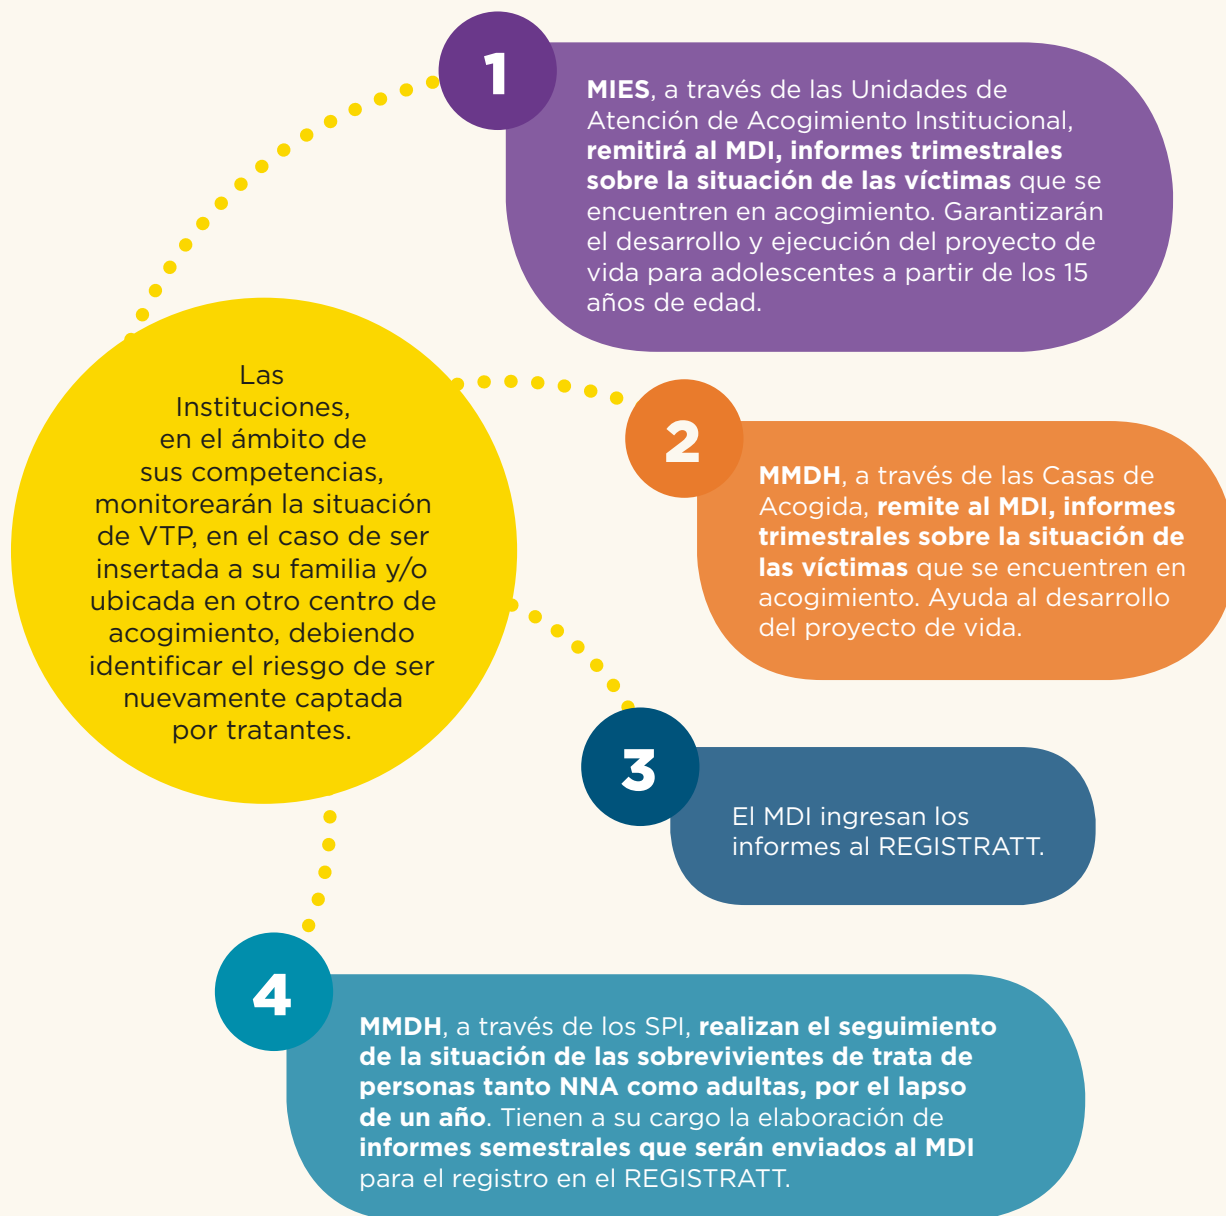 Las
Instituciones,
en el ámbito de
sus competencias,
monitorearán la situación
de VTP, en el caso de ser
insertada a su familia y/o
ubicada en otro centro de
acogimiento, debiendo
identificar el riesgo de ser
nuevamente captada
por tratantes.
1
MIES, a través de las Unidades de
Atención de Acogimiento Institucional,
remitirá al MDI, informes trimestrales
sobre la situación de las víctimas que se
encuentren en acogimiento. Garantizarán
el desarrollo y ejecución del proyecto de
vida para adolescentes a partir de los 15
años de edad.
2
MMDH, a través de las Casas de
Acogida, remite al MDI, informes
trimestrales sobre la situación de
las víctimas que se encuentren en
acogimiento. Ayuda al desarrollo
del proyecto de vida.
3
El MDI ingresan los
informes al REGISTRATT.
4
MMDH, a través de los SPI, realizan el seguimiento
de la situación de las sobrevivientes de trata de
personas tanto NNA como adultas, por el lapso
de un año. Tienen a su cargo la elaboración de
informes semestrales que serán enviados al MDI
para el registro en el REGISTRATT.